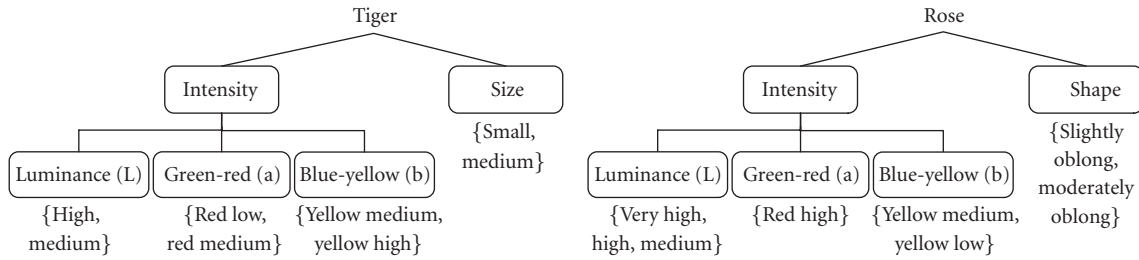 Tiger
Intensity
Size
{Small,
medium}
Luminance (L)
Green-red (a)
Blue-yellow (b)
{High,
medium}
{Red low,
red medium}
{Yellow medium,
yellow high}
Rose
Intensity
Shape
{Slightly
oblong,
moderately
oblong}
Luminance (L)
Green-red (a)
Blue-yellow (b)
{Very high,
high, medium}
{Red high}
{Yellow medium,
yellow low}